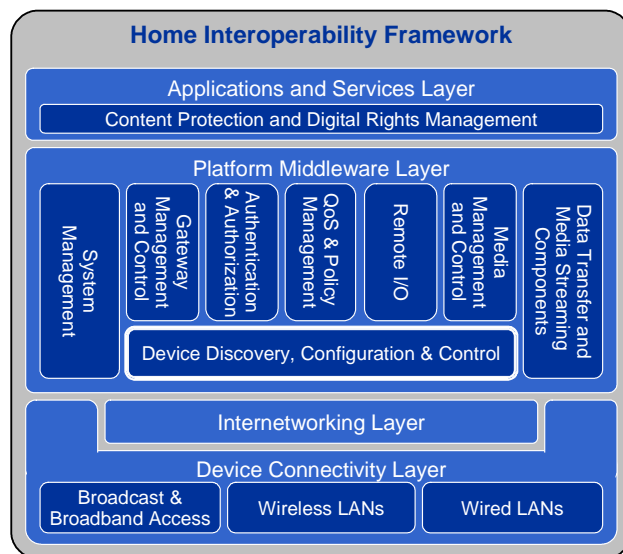 Home Interoperability Framework
Applications and Services Layer
Content Protection and Digital Rights Management
Platform Middleware Layer
System
Management
Gateway
Management
and Control
Authentication
& Authorization
QoS & Policy
Management
Remote I/O
Media
Management
and Control
Data Transfer and
Media Streaming
Components
Device Discovery, Configuration & Control
Internetworking Layer
Device Connectivity Layer
Broadcast &
Broadband Access
Wireless LANs
Wired LANs